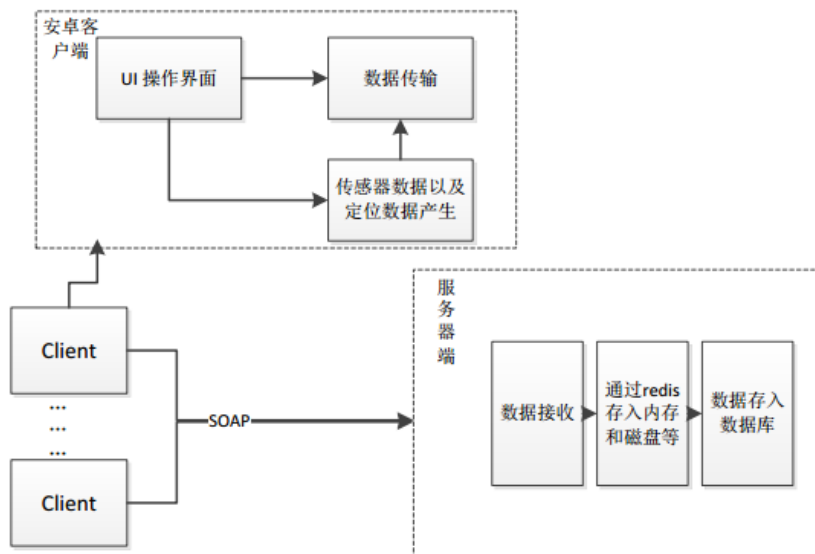 安卓客
户端
UI 操作界面
数据传输
传感器数据以及
定位数据产生
Client
...
...
...
Client
SOAP
服
务
器
端
数据接收
通过redis
存入内存
和磁盘等
数据存入
数据库